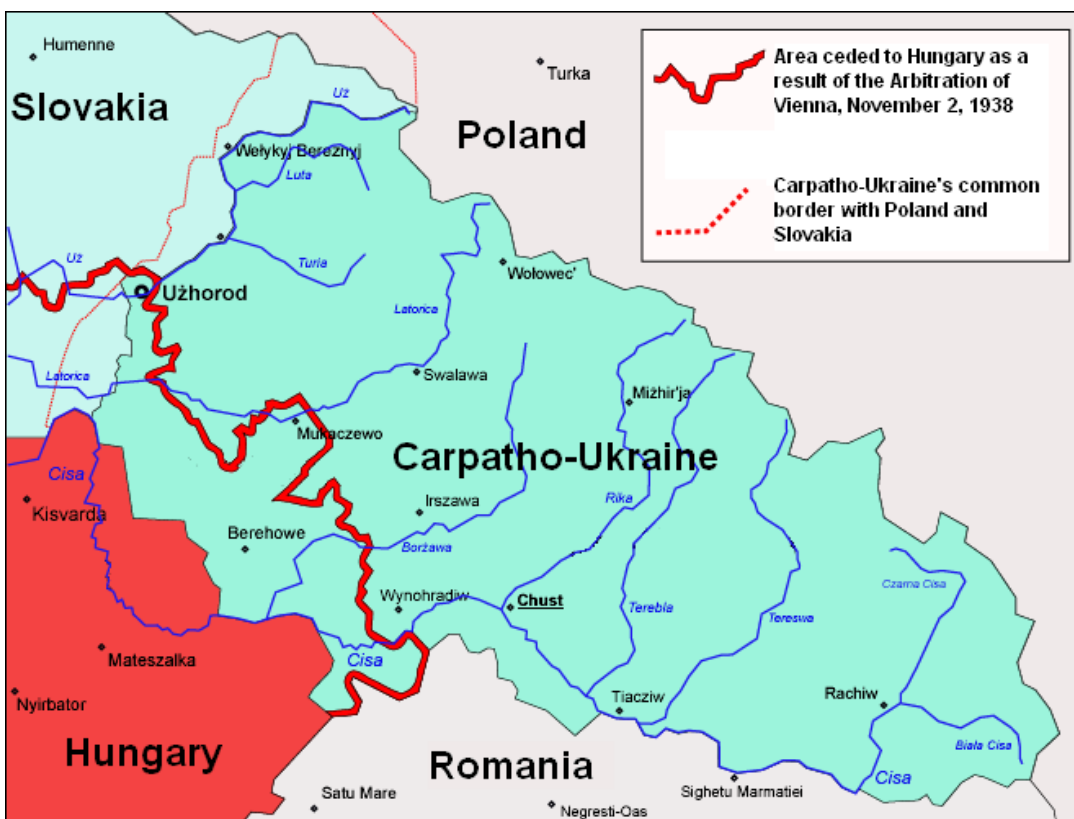 Humenne
Slovakia
Turka
Poland
Area ceded to Hungary as a
result of the Arbitration of
Vienna, November 2, 1938
Carpatho-Ukraine's common
border with Poland and
Slovakia
Uż
Wełykyj Bereznyj
Luta
Uż
Turia
Użhorod
Wołowec'
Latorica
Latorica
Swalawa
Miżhir'ja
Mukaczewo
Carpatho-Ukraine
Cisa
Kisvarda
Irszawa
Rika
Berehowe
Borżawa
Czarna Cisa
Wynohradiw
Chust
Terebla
Tereswa
Mateszalka
Cisa
Nyirbator
Tiacziw
Rachiw
Hungary
Biała Cisa
Romania
Cisa
Satu Mare
Sighetu Marmatiei
Negresti-Oas